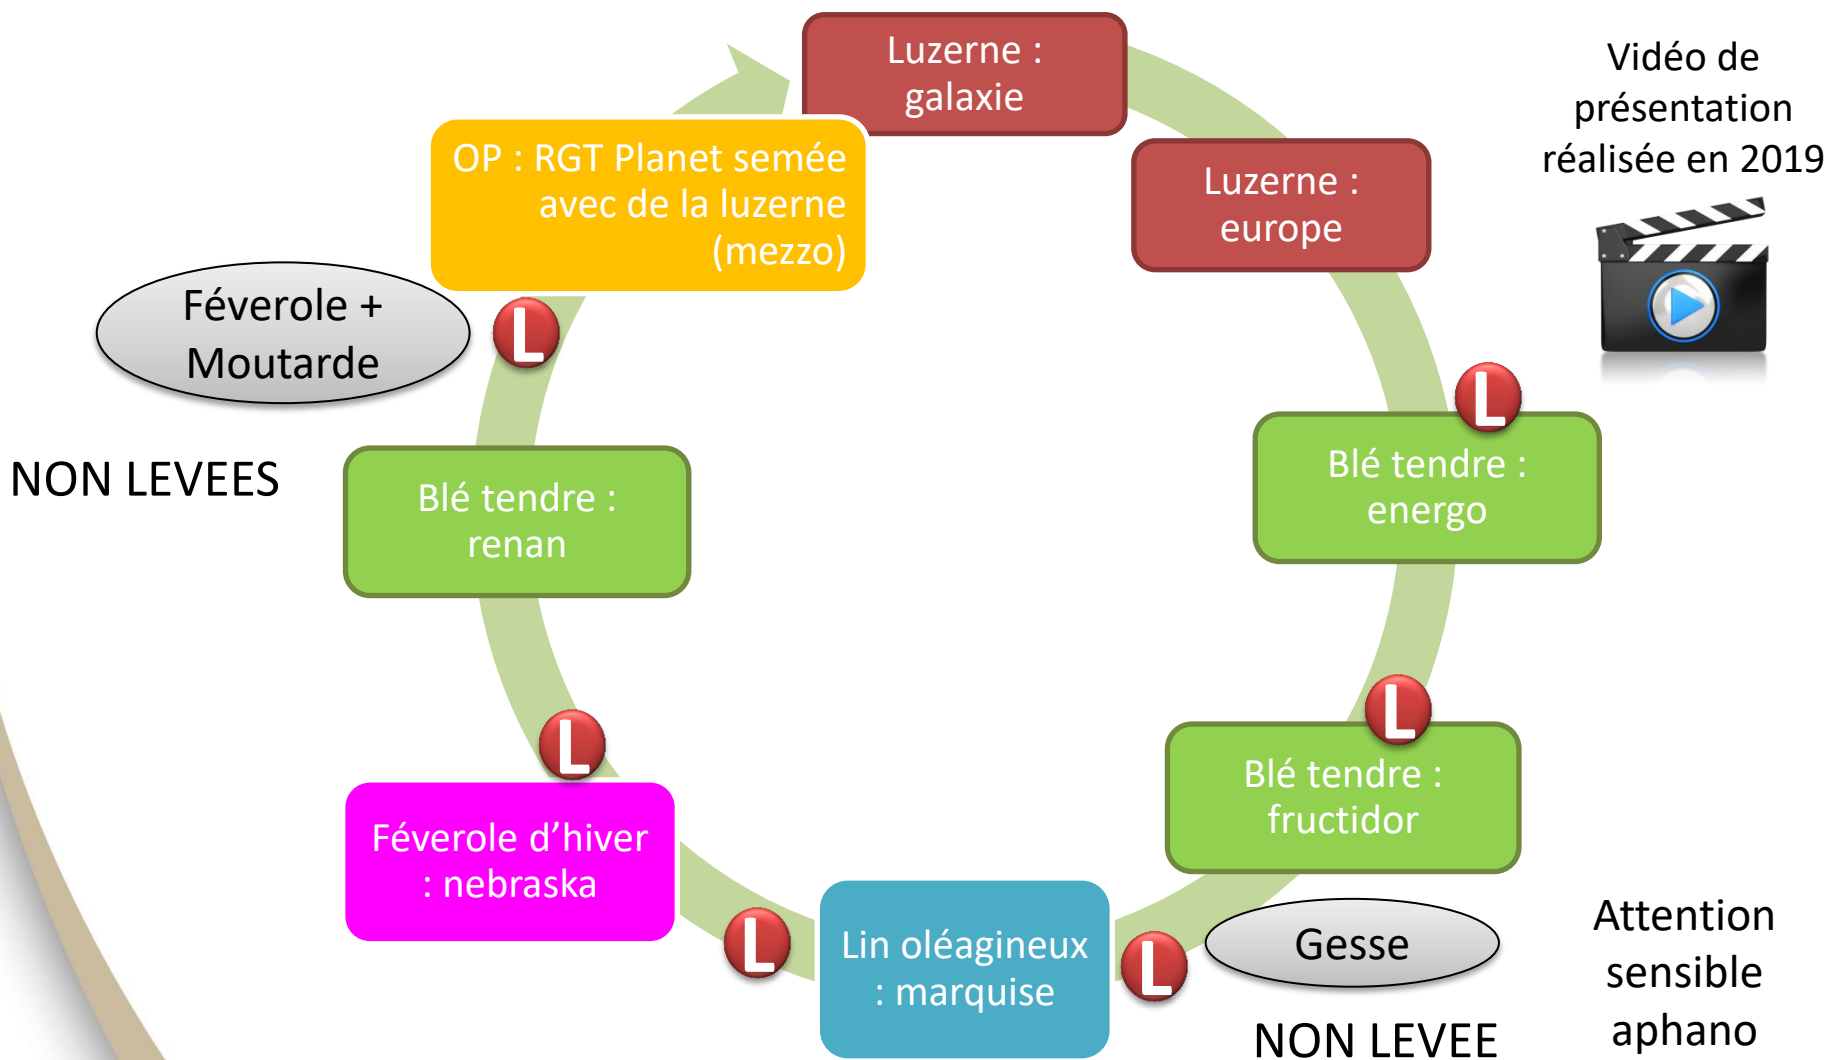 Luzerne :
galaxie
Vidéo de
présentation
réalisée en 2019
OP : RGT Planet semée
avec de la luzerne
(mezzo)
Luzerne :
europe
Féverole +
Moutarde
L
L
NON LEVEES
Blé tendre :
renan
Blé tendre :
energo
L
L
Blé tendre :
fructidor
Féverole d’hiver
: nebraska
L
Lin oléagineux
: marquise
L
Gesse
NON LEVEE
Attention
sensible
aphano